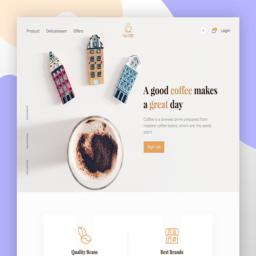 Product Delicatessen Offers Login
A good coffee makes
a great day
Coffee is a brewed drink prepared from
roasted coffee beans, which are the seeds
plant.
Sign Up
Quality Beans
Best Brands